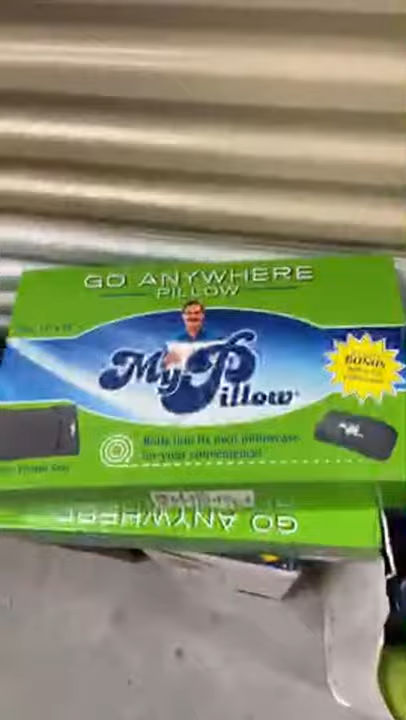 GO ANYWHERE
PILLOW
MyPillow
BONUS
Rolls into its own pillowcase
for your convenience!
GO ANYWHERE